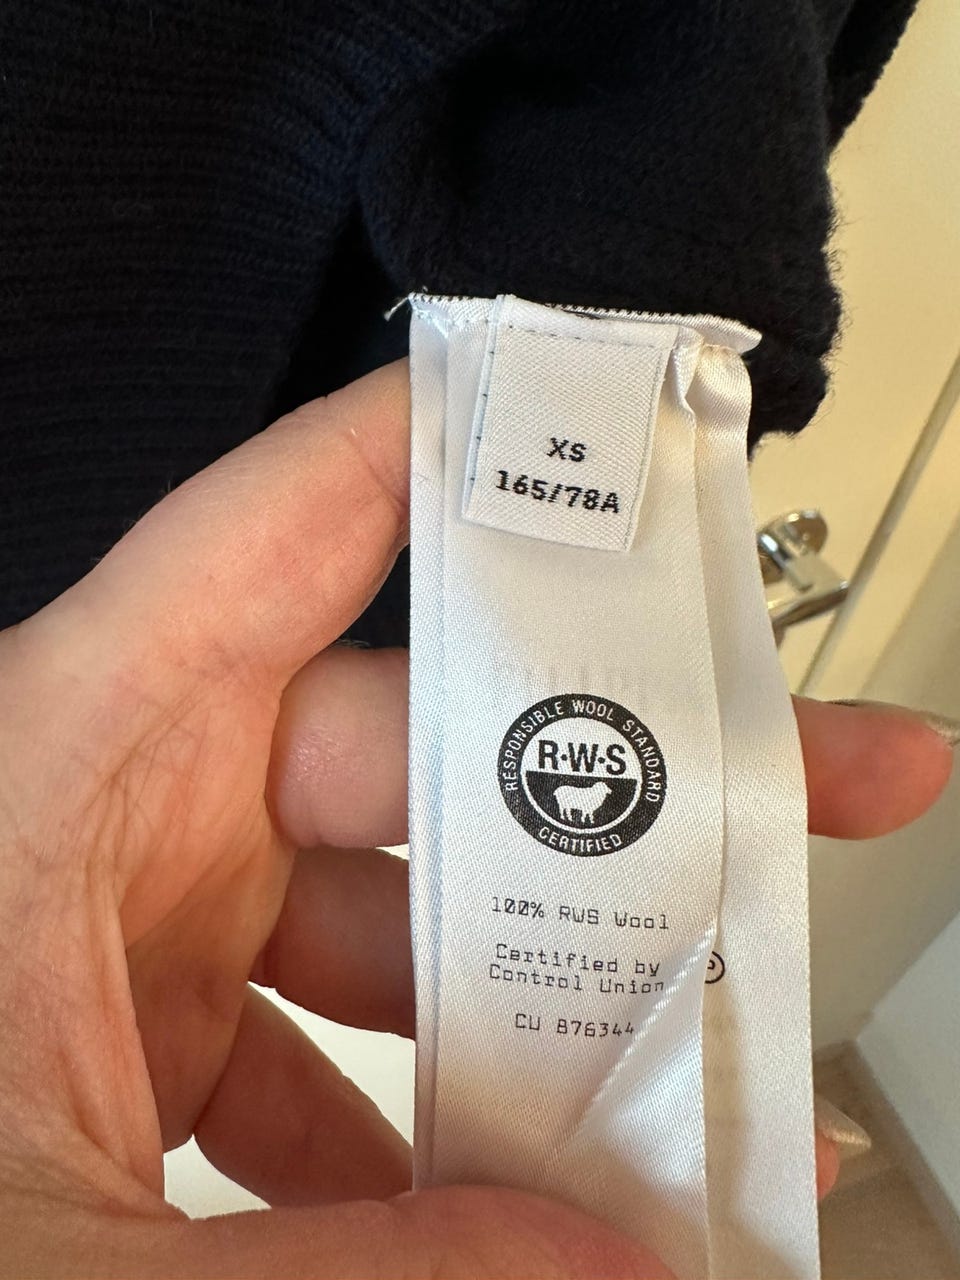 XS
165/78A
RESPONSIBLE WOOL STANDARD
R·W·S
CERTIFIED
100% RWS Wool
Certified by
Control Union
CU 876344
P